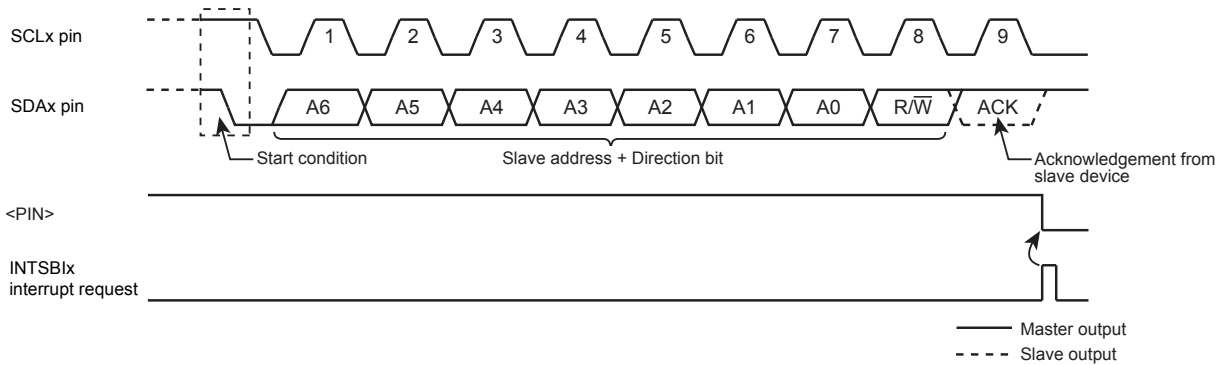 SCLx pin
1 2 3 4 5 6 7 8 9
SDAx pin
A6 A5 A4 A3 A2 A1 A0 R/W̅ ACK
Start condition
Slave address + Direction bit
Acknowledgement from
slave device
<PIN>
INTSBIx
interrupt request
Master output
Slave output